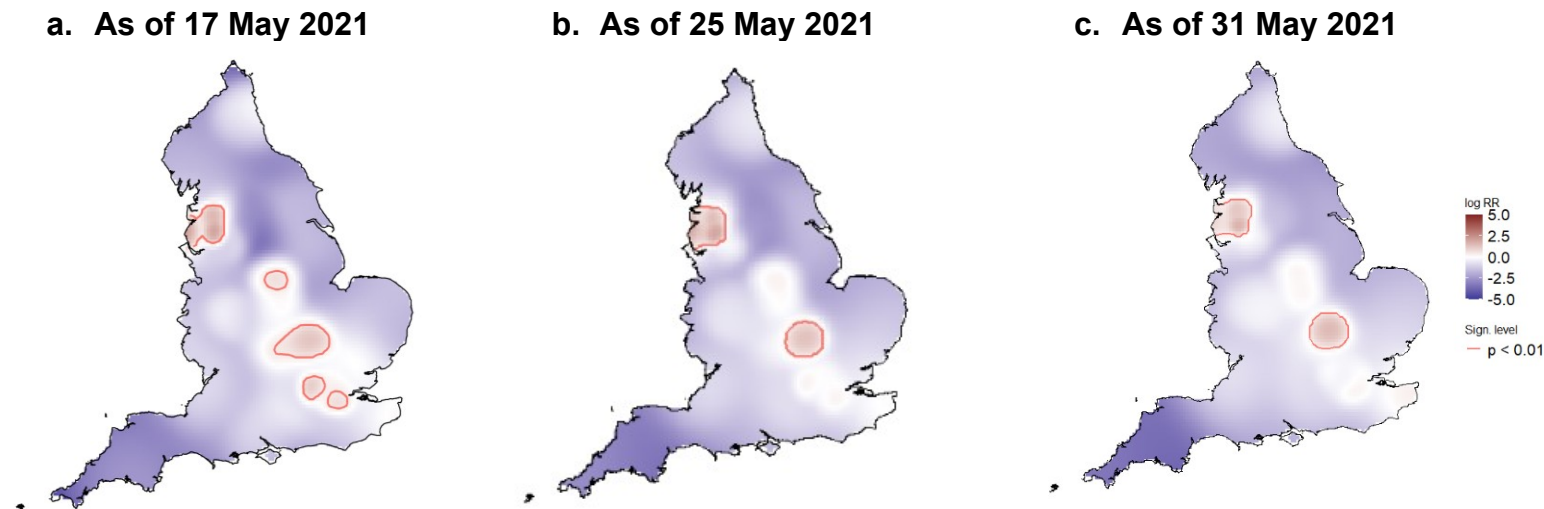 a. As of 17 May 2021
b. As of 25 May 2021
c. As of 31 May 2021
log RR
5.0
2.5
0.0
-2.5
-5.0
Sign. level
p < 0.01